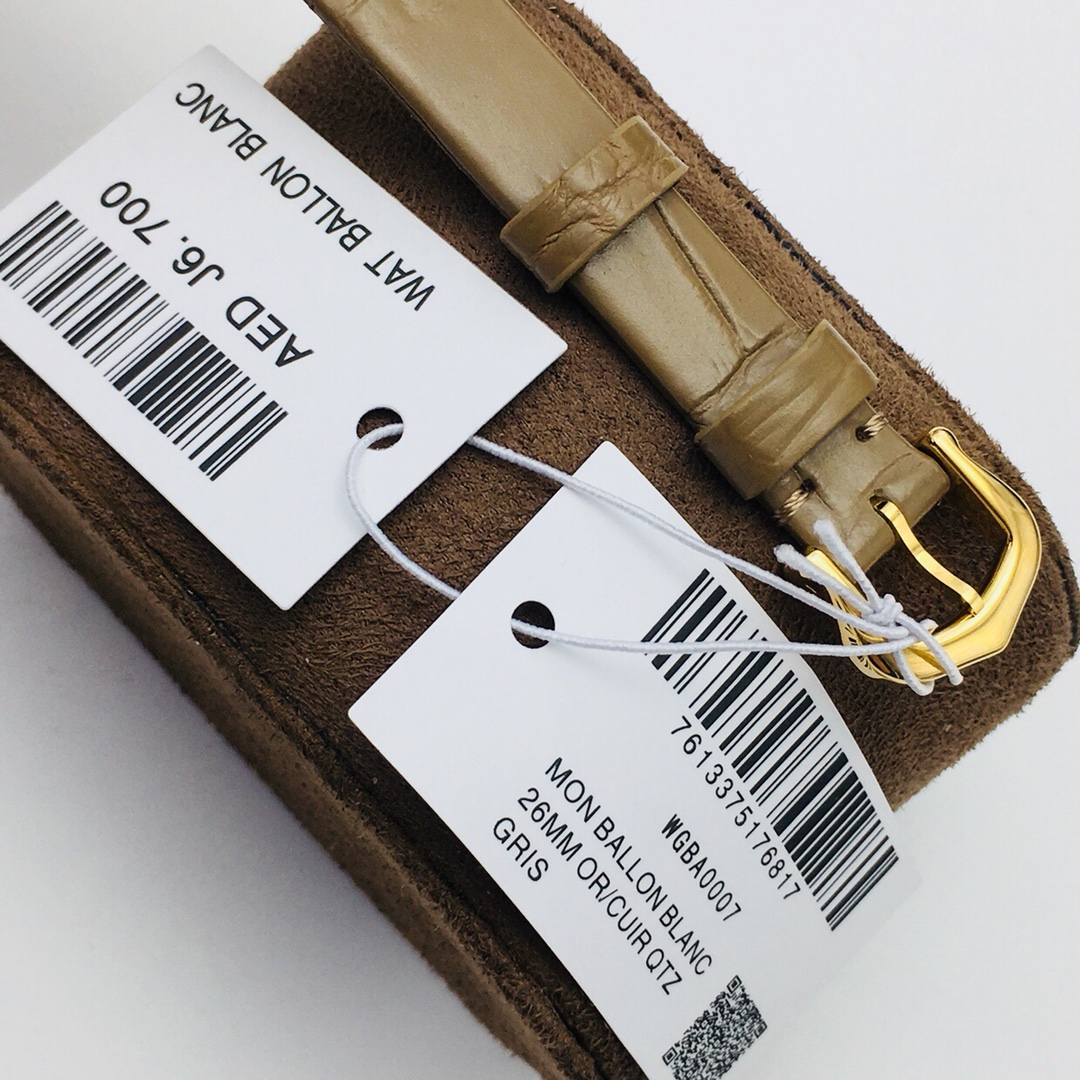 WAT BALLON BLANC
AED J6.700
7613375176817
WGBA0007
MON BALLON BLANC
26MM OR/CUIR QTZ
GRIS